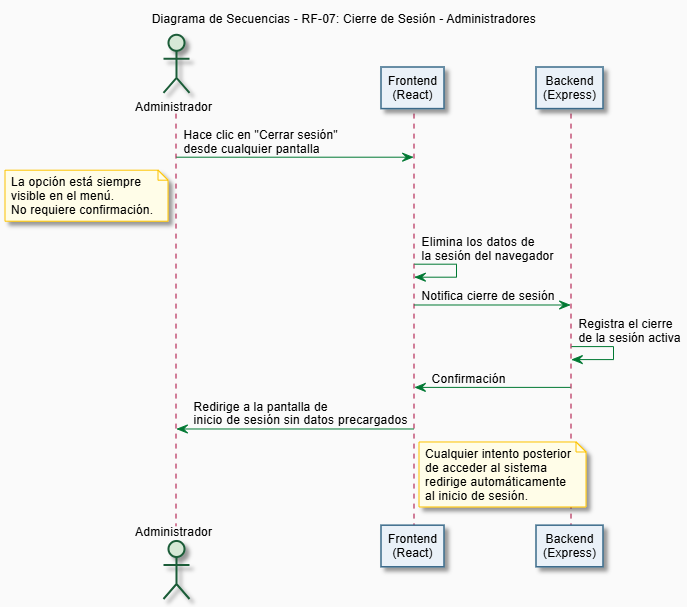 Diagrama de Secuencias - RF-07: Cierre de Sesión - Administradores
Administrador
Frontend
(React)
Backend
(Express)
Hace clic en "Cerrar sesión"
desde cualquier pantalla
La opción está siempre
visible en el menú.
No requiere confirmación.
Elimina los datos de
la sesión del navegador
Notifica cierre de sesión
Registra el cierre
de la sesión activa
Confirmación
Redirige a la pantalla de
inicio de sesión sin datos precargados
Cualquier intento posterior
de acceder al sistema
redirige automáticamente
al inicio de sesión.
Administrador
Frontend
(React)
Backend
(Express)